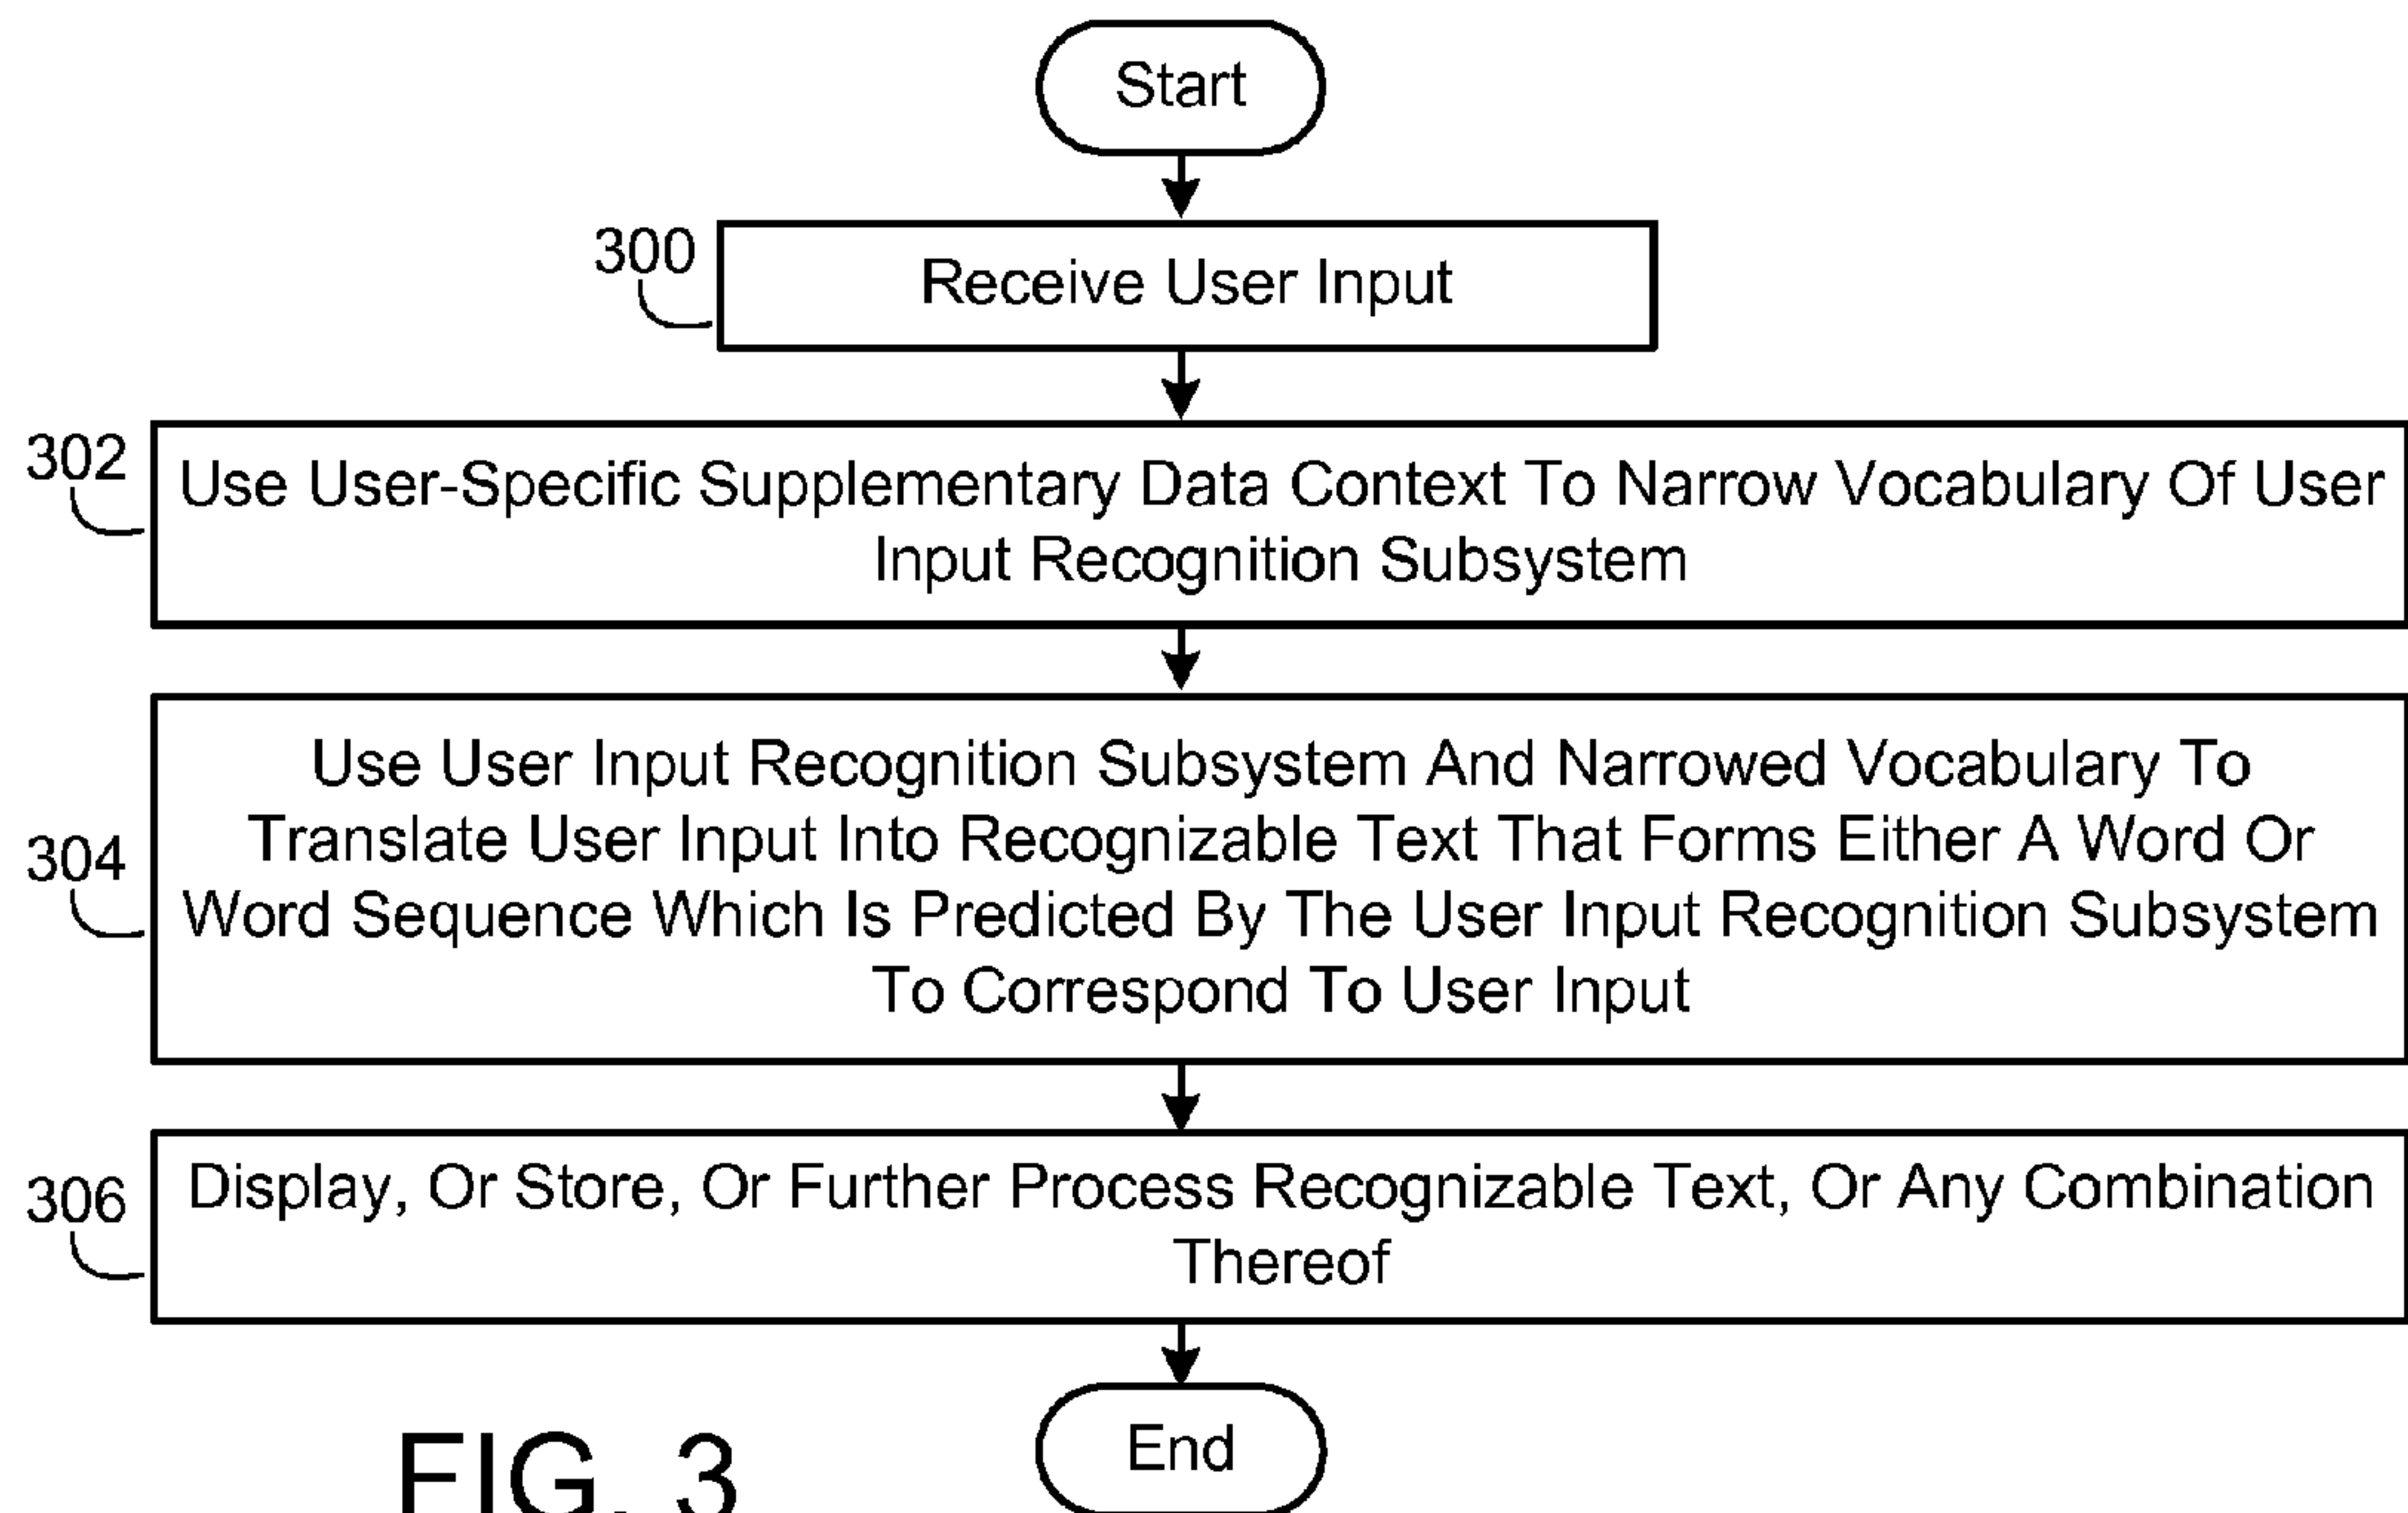 Start
300
Receive User Input
302
Use User-Specific Supplementary Data Context To Narrow Vocabulary Of User
Input Recognition Subsystem
304
Use User Input Recognition Subsystem And Narrowed Vocabulary To
Translate User Input Into Recognizable Text That Forms Either A Word Or
Word Sequence Which Is Predicted By The User Input Recognition Subsystem
To Correspond To User Input
306
Display, Or Store, Or Further Process Recognizable Text, Or Any Combination
Thereof
End
FIG. 3